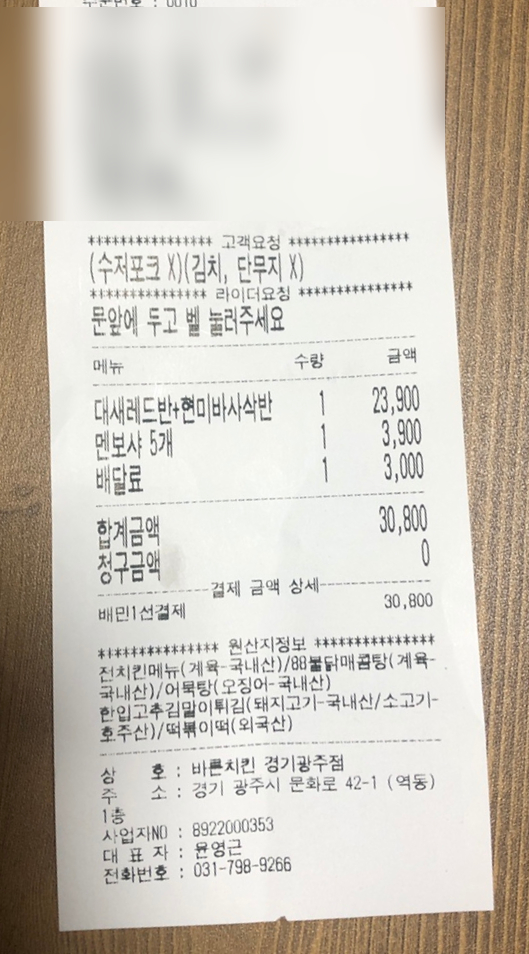 주문번호 : 0010
*************** 고객요청 ***************
(수저포크 X)(김치, 단무지 X)
************** 라이더요청 **************
문앞에 두고 벨 눌러주세요
메뉴 수량 금액
대새레드반+현미바사삭반 1 23,900
멘보샤 5개 1 3,900
배달료 1 3,000
합계금액 30,800
청구금액 0
결제 금액 상세
배민1선결제 30,800
*************** 원산지정보 ***************
전치킨메뉴(계육-국내산)/88불닭매콤탕(계육-
국내산)/어묵탕(오징어-국내산)
한입고추김말이튀김(돼지고기-국내산/소고기-
호주산)/떡볶이떡(외국산)
상 호 : 바른치킨 경기광주점
주 소 : 경기 광주시 문화로 42-1 (역동)
1층
사업자NO : 8922000353
대 표 자 : 윤영근
전화번호 : 031-798-9266